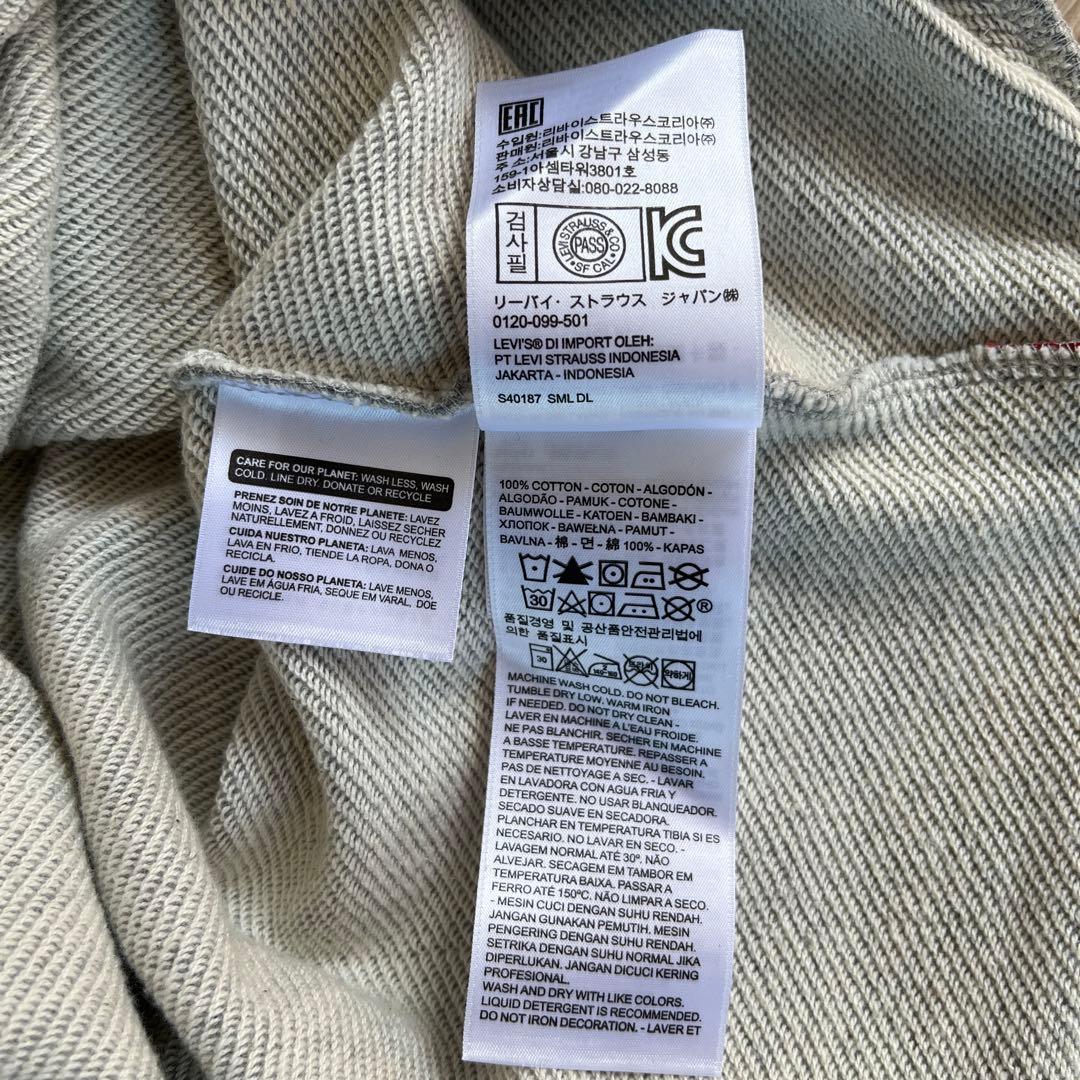 EAC
수입원:리바이스트라우스코리아㈜
판매원:리바이스트라우스코리아㈜
주 소:서울시 강남구 삼성동
159-1아셈타워3801호
소비자상담실:080-022-8088
검사필
LEVI STRAUSS & CO
PASS
SF CAL
KC
リーバイ・ストラウス ジャパン㈱
0120-099-501
LEVI'S® DI IMPORT OLEH:
PT LEVI STRAUSS INDONESIA
JAKARTA - INDONESIA
S40187 SML DL
CARE FOR OUR PLANET: WASH LESS, WASH
COLD. LINE DRY. DONATE OR RECYCLE
PRENEZ SOIN DE NOTRE PLANETE: LAVEZ
MOINS, LAVEZ A FROID, LAISSEZ SECHER
NATURELLEMENT, DONNEZ OU RECYCLEZ
CUIDA NUESTRO PLANETA: LAVA MENOS,
LAVA EN FRIO, TIENDE LA ROPA, DONA O
RECICLA.
CUIDE DO NOSSO PLANETA: LAVE MENOS,
LAVE EM ÁGUA FRIA, SEQUE EM VARAL, DOE
OU RECICLE.
100% COTTON - COTON - ALGODÓN -
ALGODÃO - PAMUK - COTONE -
BAUMWOLLE - KATOEN - BAMBAKI -
ХЛОПОК - BAWEŁNA - PAMUT -
BAVLNA - 棉 - 면 - 綿 100% - KAPAS
30
®
품질경영 및 공산품안전관리법에
의한 품질표시
30
약하게
MACHINE WASH COLD. DO NOT BLEACH.
TUMBLE DRY LOW. WARM IRON
IF NEEDED. DO NOT DRY CLEAN -
LAVER EN MACHINE A L'EAU FROIDE.
NE PAS BLANCHIR. SECHER EN MACHINE
A BASSE TEMPERATURE. REPASSER A
TEMPERATURE MOYENNE AU BESOIN.
PAS DE NETTOYAGE A SEC. - LAVAR
EN LAVADORA CON AGUA FRIA Y
DETERGENTE. NO USAR BLANQUEADOR.
SECADO SUAVE EN SECADORA.
PLANCHAR EN TEMPERATURA TIBIA SI ES
NECESARIO. NO LAVAR EN SECO. -
LAVAGEM NORMAL ATÉ 30º. NÃO
ALVEJAR. SECAGEM EM TAMBOR EM
TEMPERATURA BAIXA. PASSAR A
FERRO ATÉ 150ºC. NÃO LIMPAR A SECO.
- MESIN CUCI DENGAN SUHU RENDAH.
JANGAN GUNAKAN PEMUTIH. MESIN
PENGERING DENGAN SUHU RENDAH.
SETRIKA DENGAN SUHU NORMAL JIKA
DIPERLUKAN. JANGAN DICUCI KERING
PROFESIONAL.
WASH AND DRY WITH LIKE COLORS.
LIQUID DETERGENT IS RECOMMENDED.
DO NOT IRON DECORATION. - LAVER ET